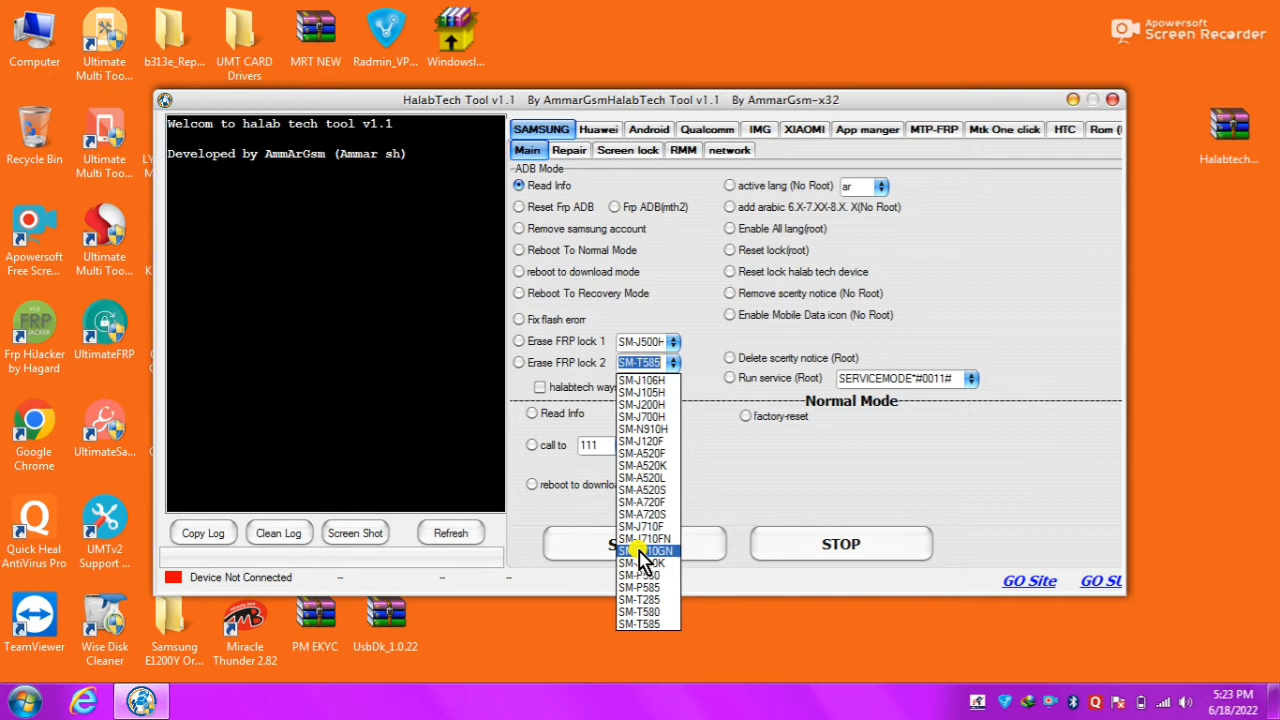 Computer
Ultimate
Multi Too...
b313e_Rep...
UMT CARD
Drivers
MRT NEW
Radmin_VP...
WindowsI...
Apowersoft
Screen Recorder
HalabTech Tool v1.1 By AmmarGsmHalabTech Tool v1.1 By AmmarGsm-x32
Welcom to halab tech tool v1.1
Developed by AmmArGsm (Ammar sh)
SAMSUNG Huawei Android Qualcomm IMG XIAOMI App manger MTP-FRP Mtk One click HTC Rom (
Main Repair Screen lock RMM network
ADB Mode
Read Info
active lang (No Root) ar
Reset Frp ADB Frp ADB(mth2)
add arabic 6.X-7.XX-8.X. X(No Root)
Remove samsung account
Enable All lang(root)
Reboot To Normal Mode
Reset lock(root)
reboot to download mode
Reset lock halab tech device
Reboot To Recovery Mode
Remove scerity notice (No Root)
Fix flash erorr
Enable Mobile Data icon (No Root)
Erase FRP lock 1 SM-J500H
Erase FRP lock 2 SM-T585
Delete scerity notice (Root)
Run service (Root) SERVICEMODE*#0011#
halabtech ways
Normal Mode
Read Info
factory-reset
call to 111
reboot to downlo
SM-J106H
SM-J105H
SM-J200H
SM-J700H
SM-N910H
SM-J120F
SM-A520F
SM-A520K
SM-A520L
SM-A520S
SM-A720F
SM-A720S
SM-J710F
SM-J710FN
SM-P585
SM-T285
SM-T580
SM-T585
STOP
Copy Log Clean Log Screen Shot Refresh
Device Not Connected -- -- --
GO Site GO SU
Recycle Bin
Ultimate
Multi Too...
Apowersoft
Free Scre...
Ultimate
Multi Too...
Frp HiJacker
by Hagard
UltimateFRP
Google
Chrome
UltimateSa...
Quick Heal
AntiVirus Pro
UMTv2
Support ...
TeamViewer
Wise Disk
Cleaner
Samsung
E1200Y Or...
Miracle
Thunder 2.82
PM EKYC
UsbDk_1.0.22
Halabtech...
5:23 PM
6/18/2022